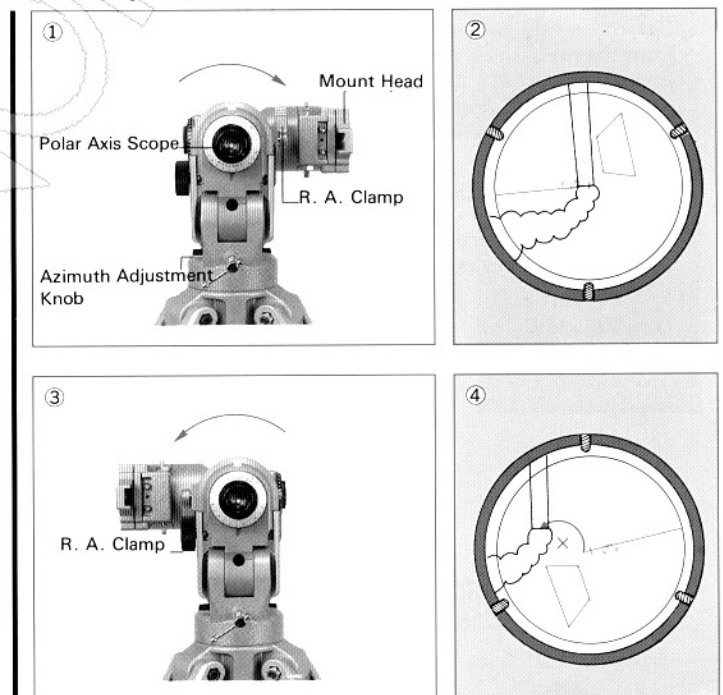 ①
Mount Head
Polar Axis Scope
R. A. Clamp
Azimuth Adjustment
Knob
②
③
R. A. Clamp
④